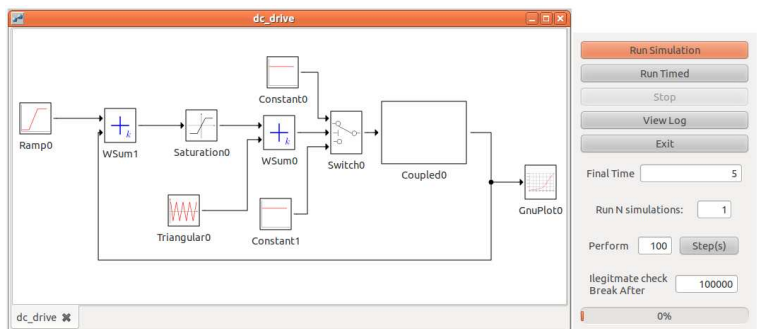 dc_drive
Constant0
Ramp0
k
WSum1
Saturation0
k
WSum0
Switch0
Coupled0
GnuPlot0
Triangular0
Constant1
dc_drive
Run Simulation
Run Timed
Stop
View Log
Exit
Final Time 5
Run N simulations: 1
Perform 100 Step(s)
Ilegitmate check
Break After 100000
0%